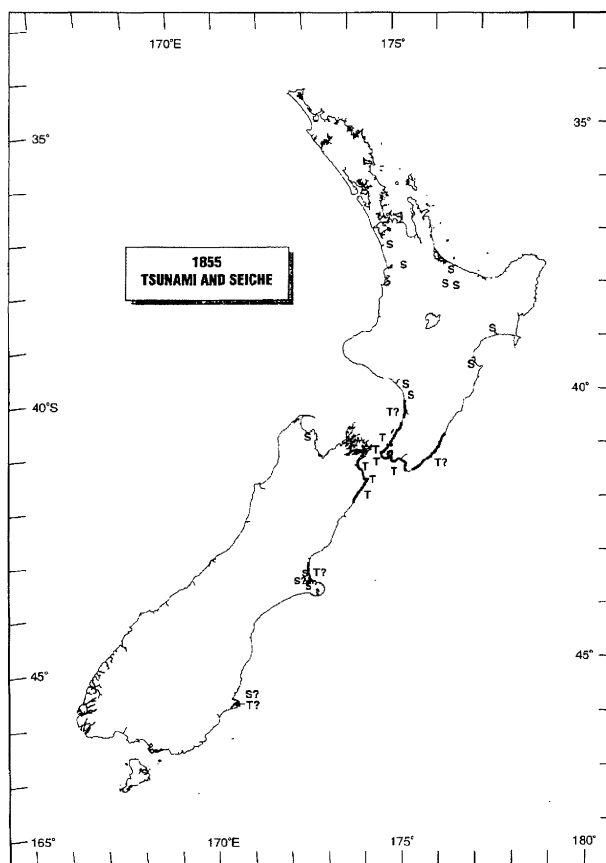 170°E 175°
35° 35°
1855
TSUNAMI AND SEICHE
S
S
S
S S
S
S
S
S
40°
40°S
T?
S
T
T
T
T
T?
T
T
T
S T?
S?
S
45° 45°
S?
T?
165° 170° 175° 180°